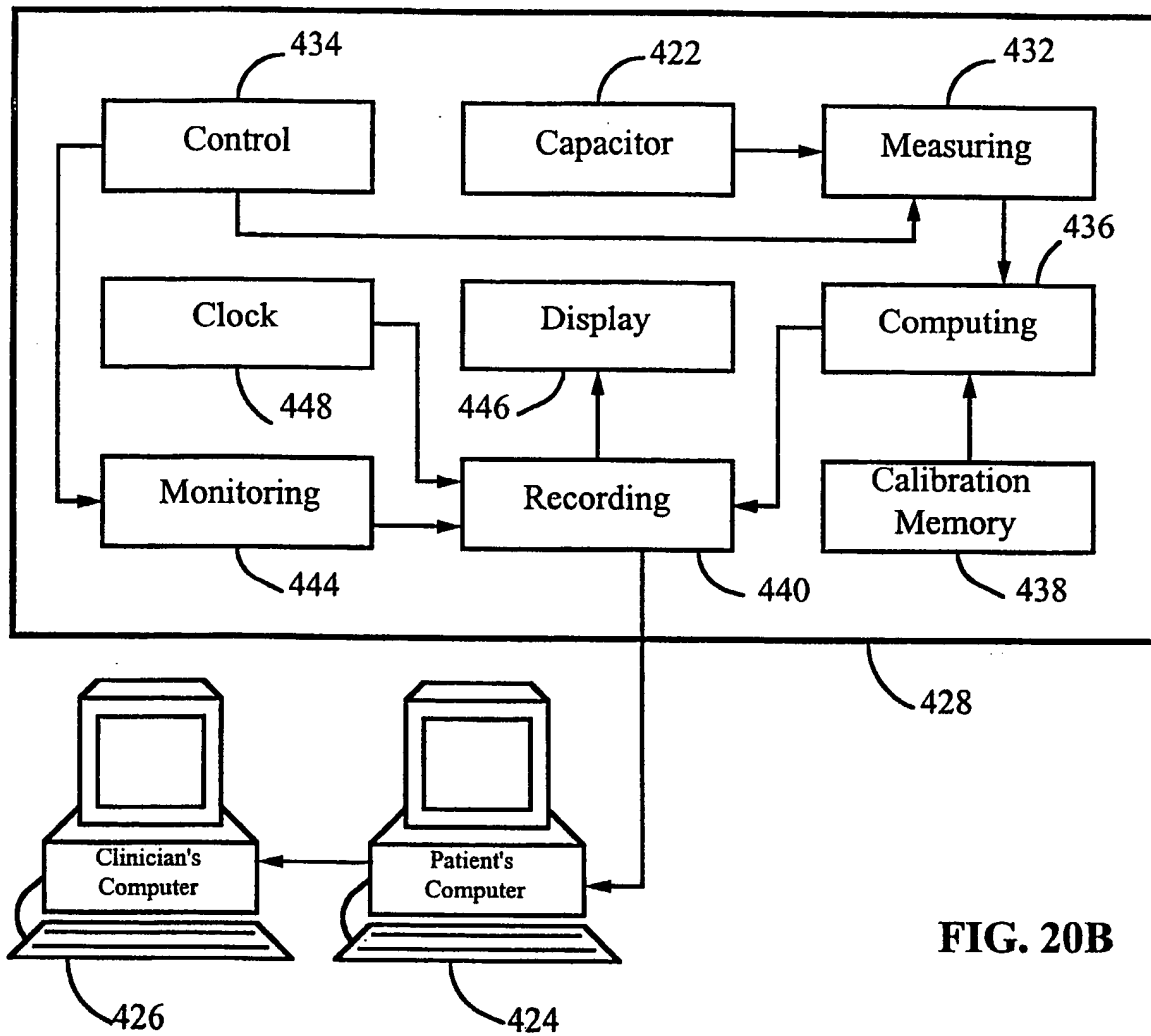 434
422
432
Control
Capacitor
Measuring
436
Clock
Display
Computing
448
446
Monitoring
Recording
Calibration
Memory
444
440
438
428
Clinician's
Computer
Patient's
Computer
FIG. 20B
426
424